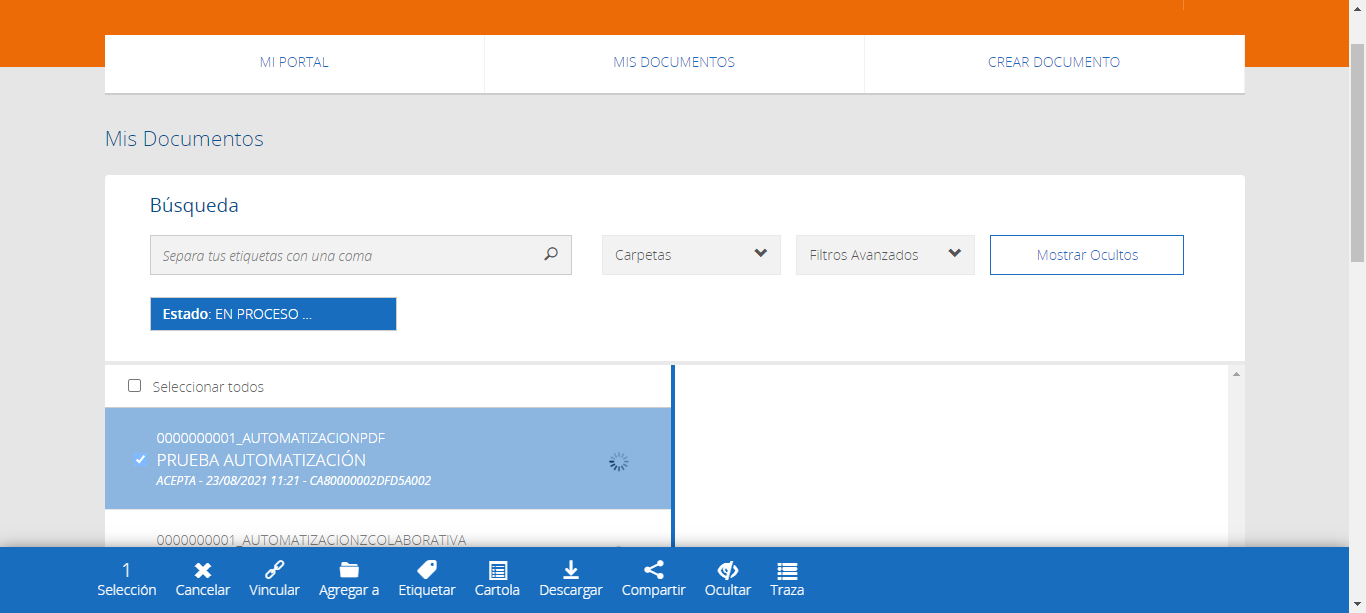 MI PORTAL
MIS DOCUMENTOS
CREAR DOCUMENTO
Mis Documentos
Búsqueda
Separa tus etiquetas con una coma
Carpetas
Filtros Avanzados
Mostrar Ocultos
Estado: EN PROCESO ...
Seleccionar todos
0000000001_AUTOMATIZACIONPDF
PRUEBA AUTOMATIZACIÓN
ACEPTA - 23/08/2021 11:21 - CA80000002DFD5A002
0000000001_AUTOMATIZACIONZCOLABORATIVA
1
Selección
Cancelar
Vincular
Agregar a
Etiquetar
Cartola
Descargar
Compartir
Ocultar
Traza